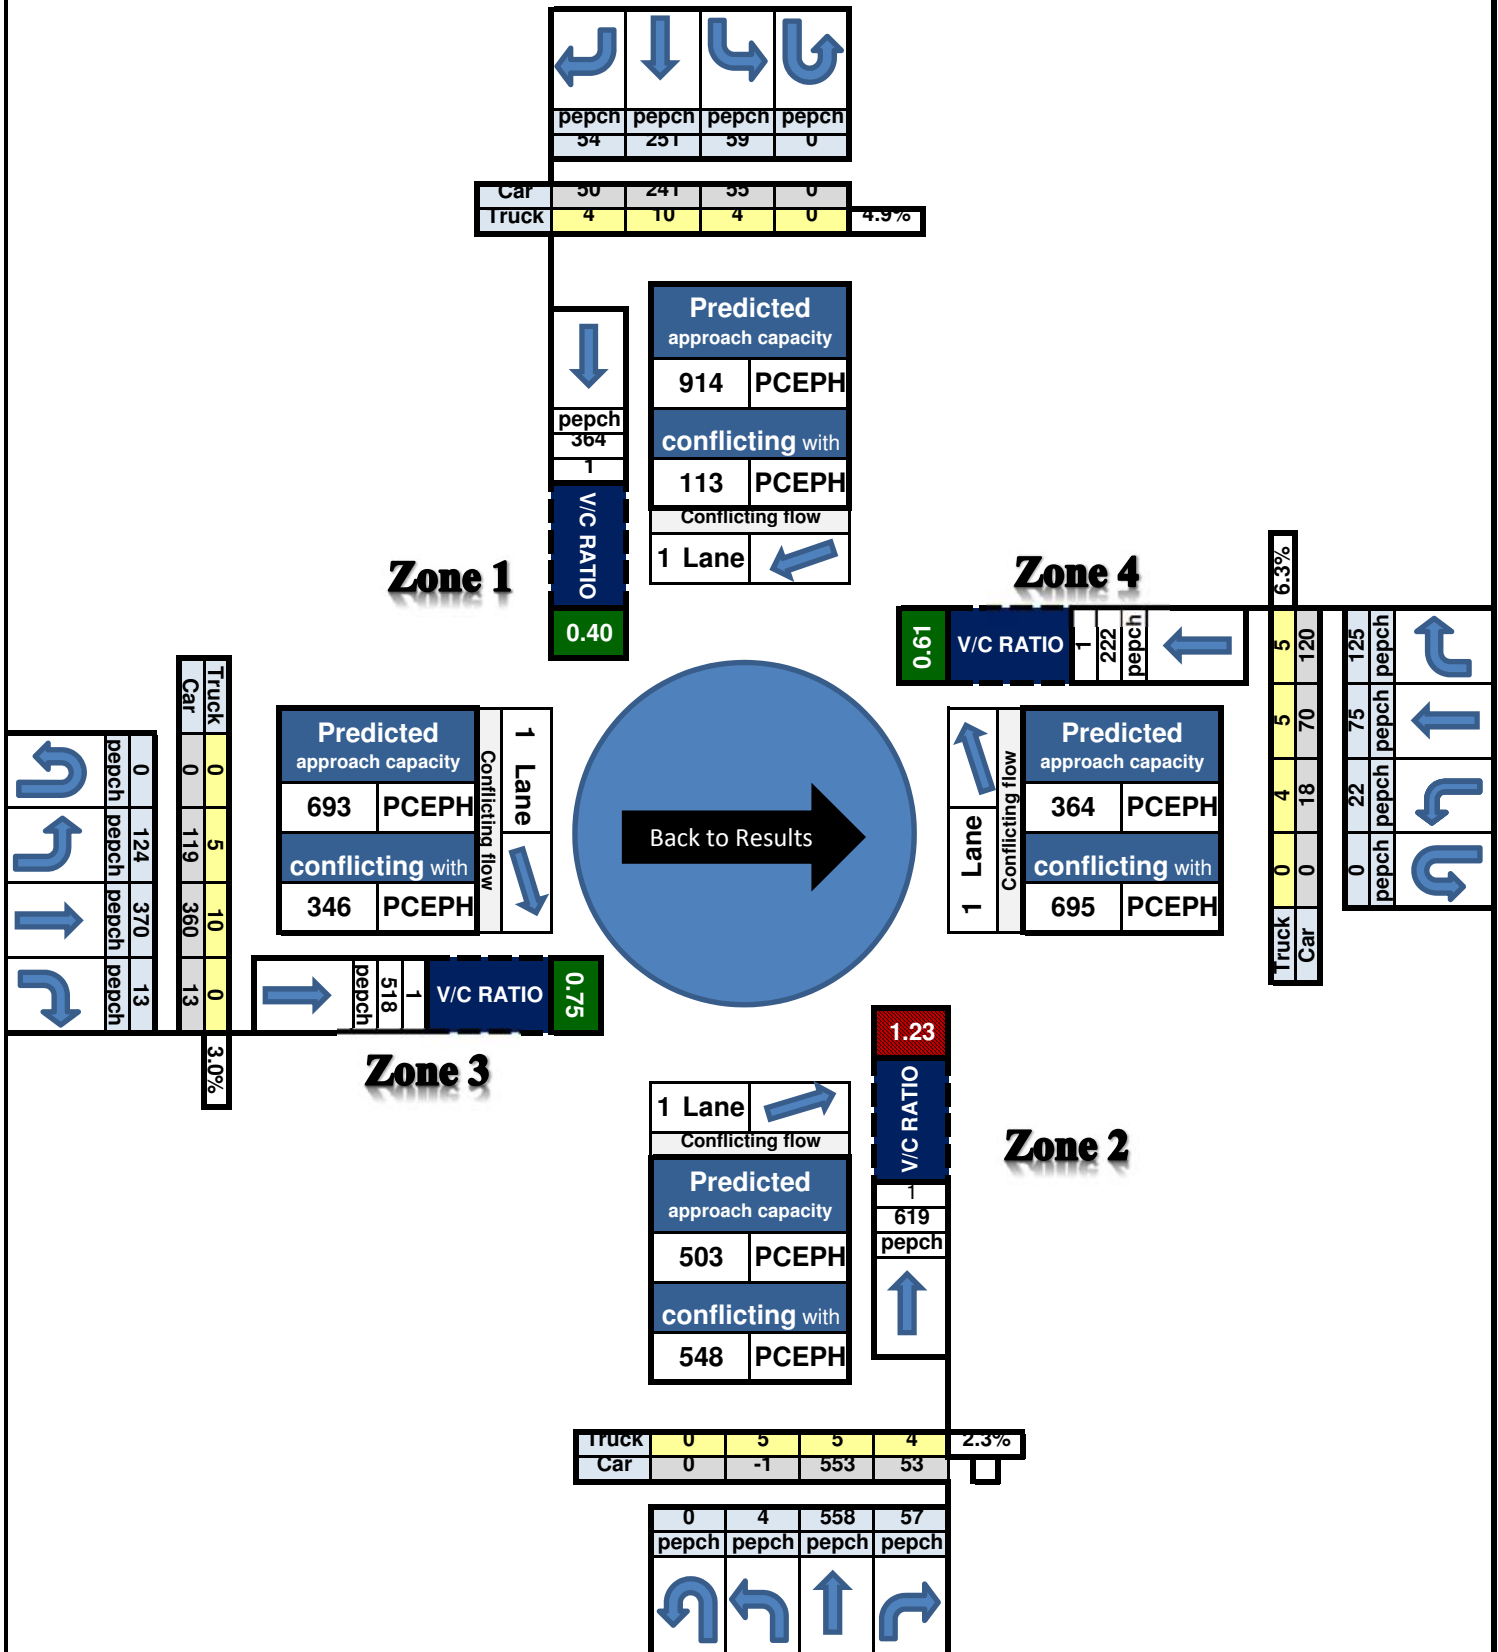 pepch pepch pepch pepch
54 251 59 0
Car 50 241 55 0
Truck 4 10 4 0 4.9%
Predicted
approach capacity
914 PCEPH
conflicting with
113 PCEPH
Conflicting flow
1 Lane
pepch
364
1
V/C RATIO
0.40
Zone 1
Zone 4
0.61 V/C RATIO 1 222 pepch
6.3%
5 5 4 0 Truck
120 70 18 0 Car
125 75 22 0
pepch pepch pepch pepch
1 Lane
Conflicting flow
Predicted
approach capacity
364 PCEPH
conflicting with
695 PCEPH
Truck 0 5 10 0
Car 0 119 360 13
3.0%
0 124 370 13
pepch pepch pepch pepch
Predicted
approach capacity
693 PCEPH
conflicting with
346 PCEPH
Conflicting flow
1 Lane
Back to Results
pepch 518 1 V/C RATIO 0.75
Zone 3
1.23
V/C RATIO
1
619
pepch
Zone 2
1 Lane
Conflicting flow
Predicted
approach capacity
503 PCEPH
conflicting with
548 PCEPH
Truck 0 5 5 4 2.3%
Car 0 -1 553 53
0 4 558 57
pepch pepch pepch pepch